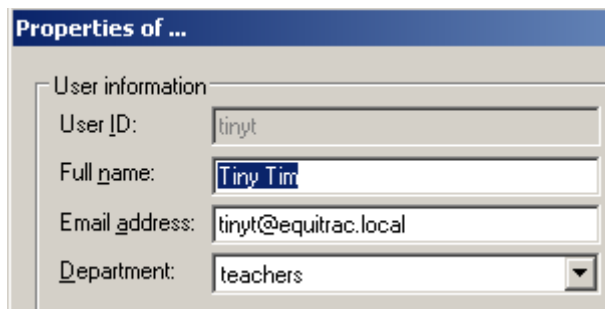 Properties of ...
User information
User ID: tinyt
Full name: Tiny Tim
Email address: tinyt@equitrac.local
Department: teachers